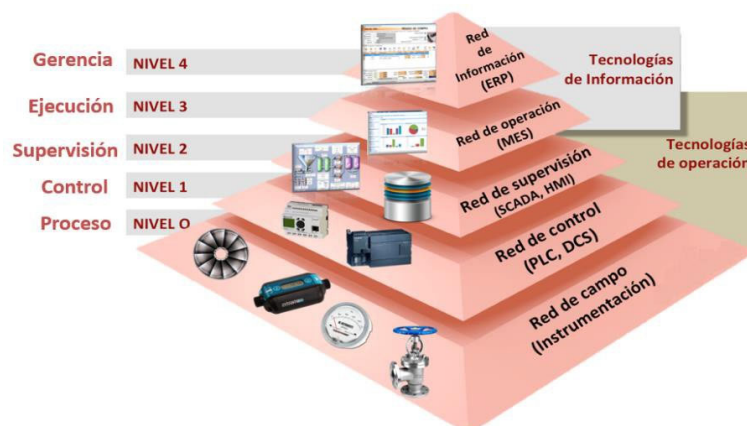 Gerencia
NIVEL 4
Ejecución
NIVEL 3
Supervisión
NIVEL 2
Control
NIVEL 1
Proceso
NIVEL O
Red
de
Información
(ERP)
Red de operación
(MES)
Red de supervisión
(SCADA, HMI)
Red de control
(PLC, DCS)
Red de campo
(Instrumentación)
Tecnologías
de Información
Tecnologías
de operación